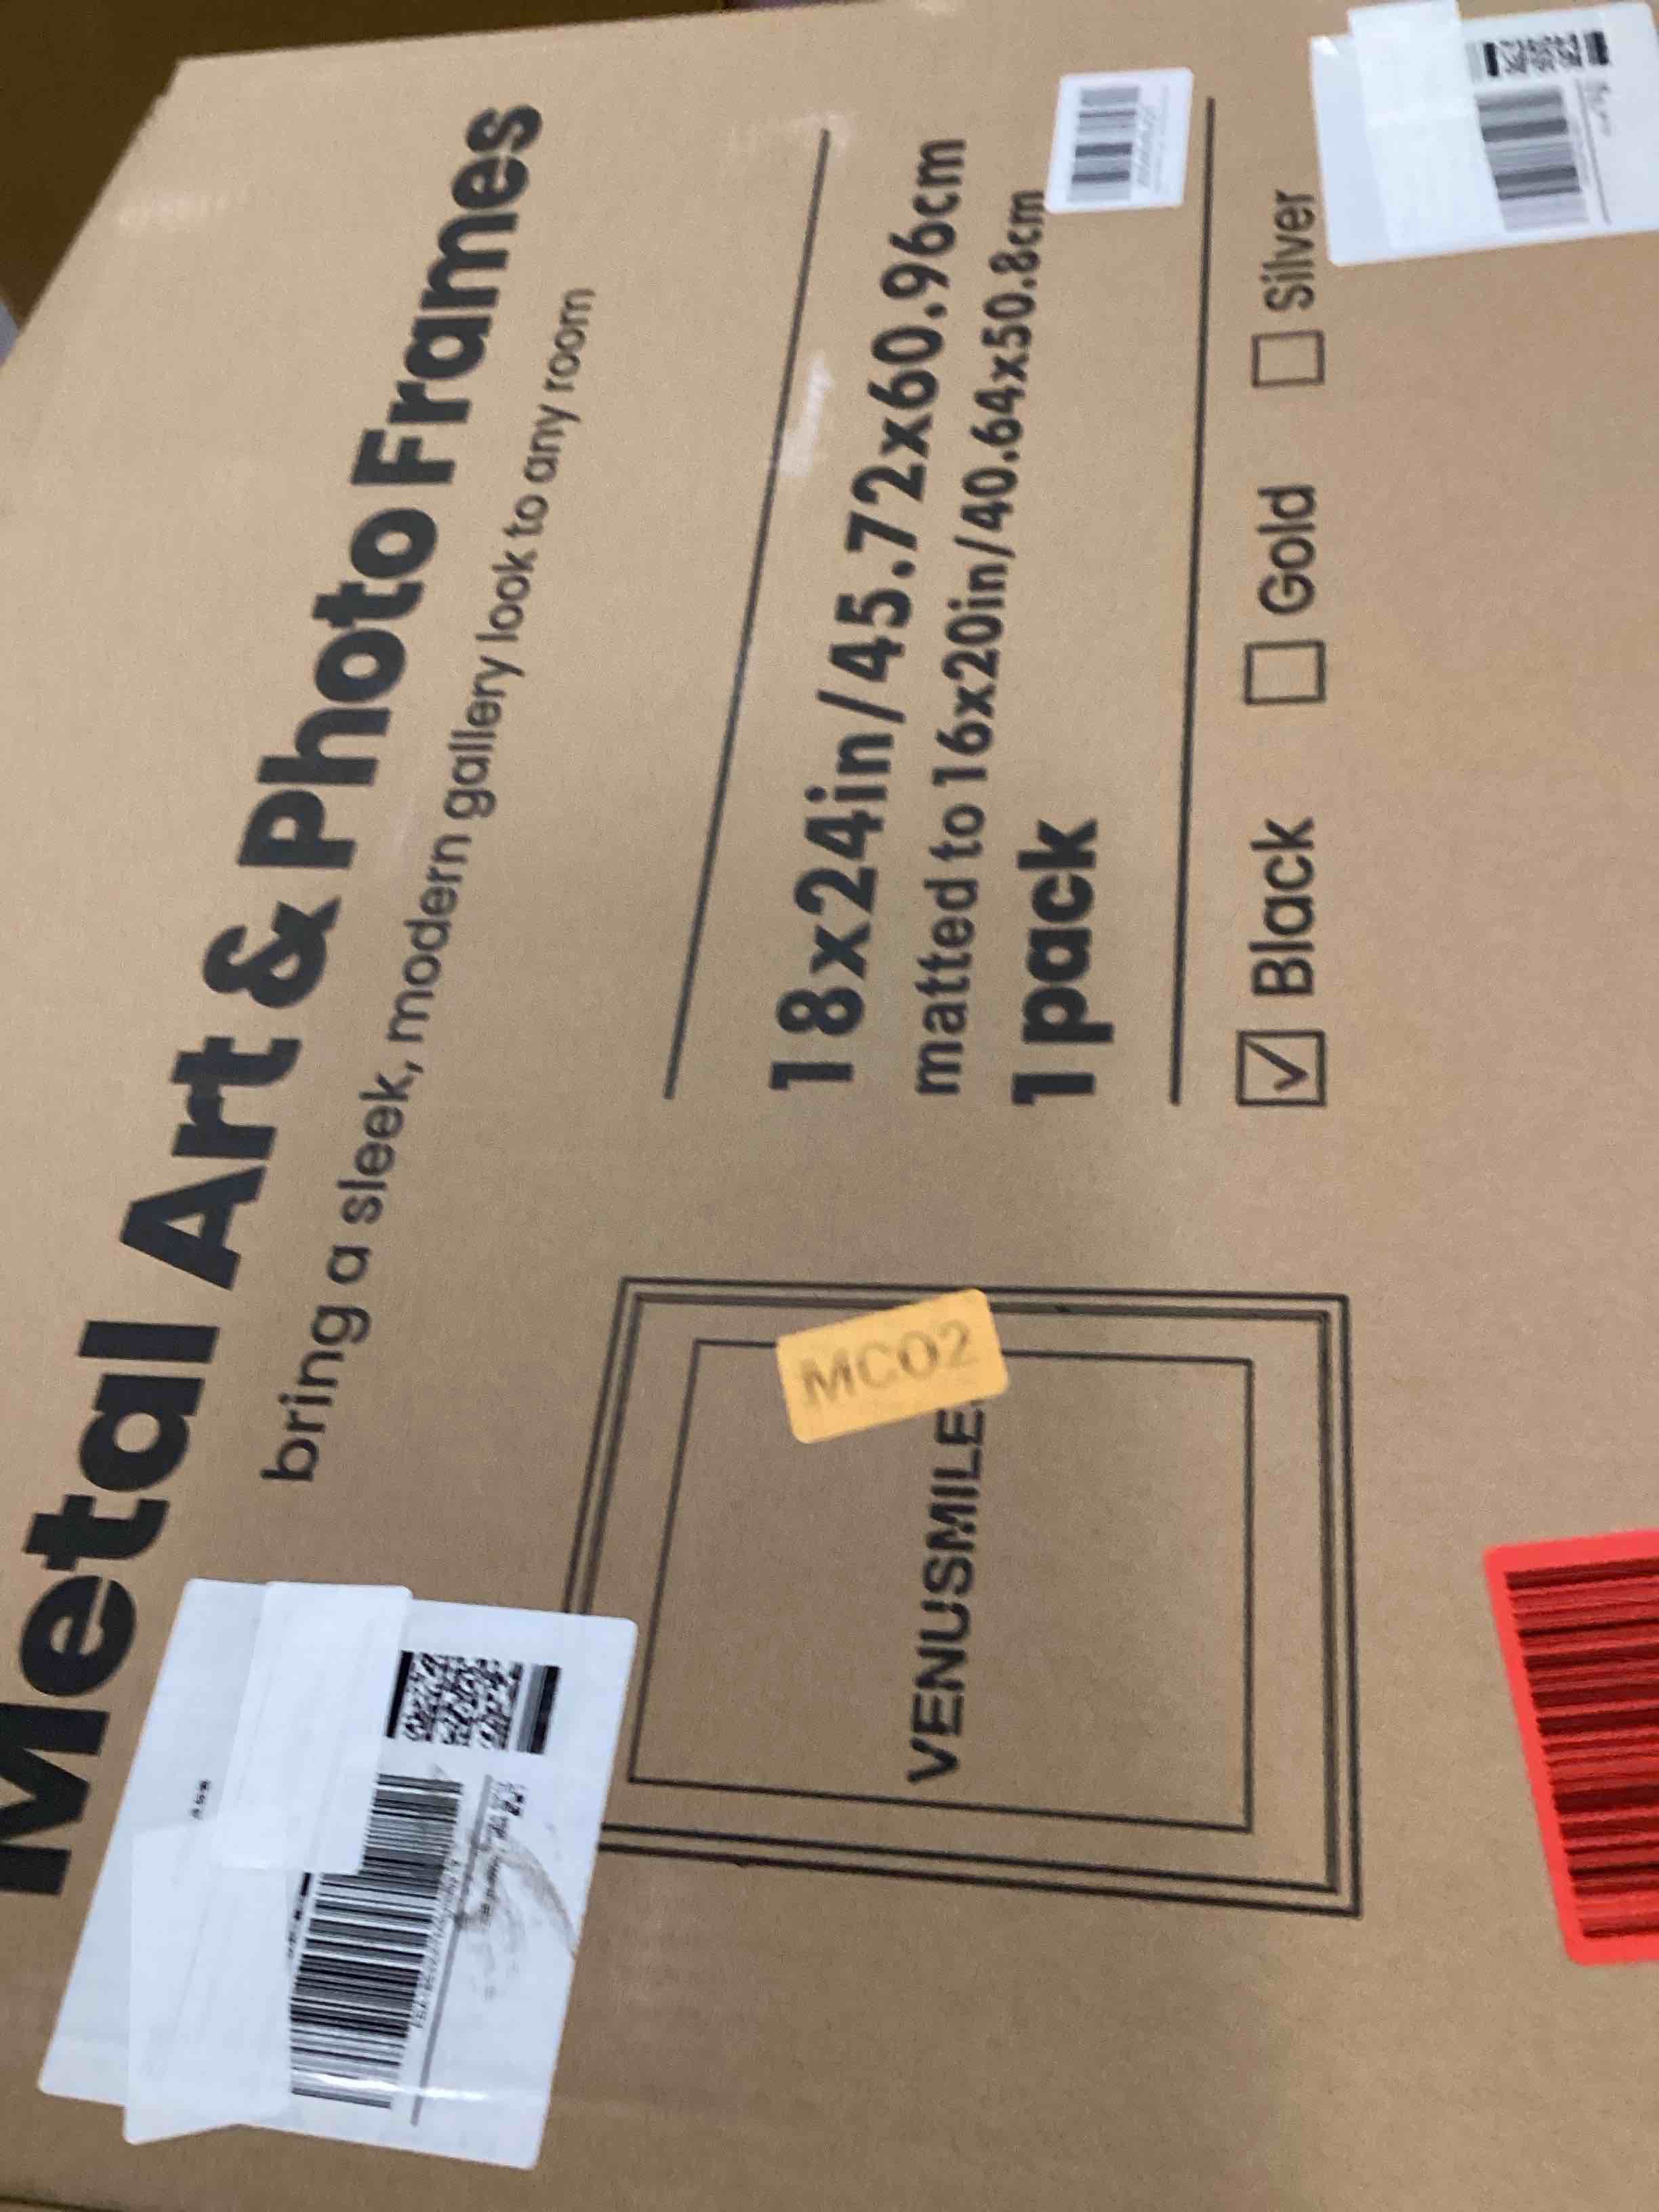 Metal Art & Photo Frames
bring a sleek, modern gallery look to any room
18x24in/45.72x60.96cm
matted to 16x20in/40.64x50.8cm
1 pack
Black
Gold
Silver
MCO2
VENUSMILE